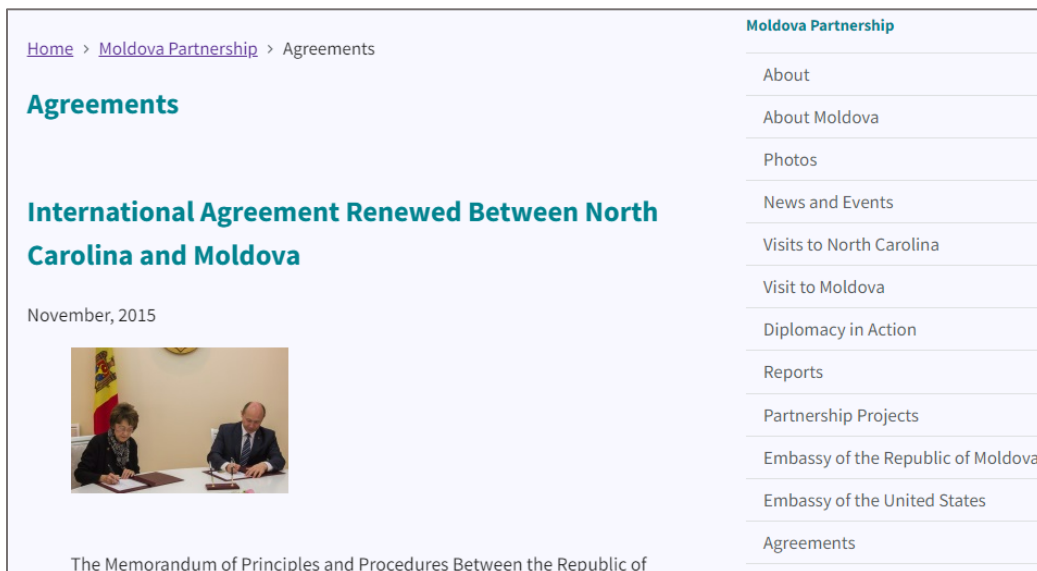 Home > Moldova Partnership > Agreements
Agreements
International Agreement Renewed Between North
Carolina and Moldova
November, 2015
The Memorandum of Principles and Procedures Between the Republic of
Moldova Partnership
About
About Moldova
Photos
News and Events
Visits to North Carolina
Visit to Moldova
Diplomacy in Action
Reports
Partnership Projects
Embassy of the Republic of Moldova
Embassy of the United States
Agreements